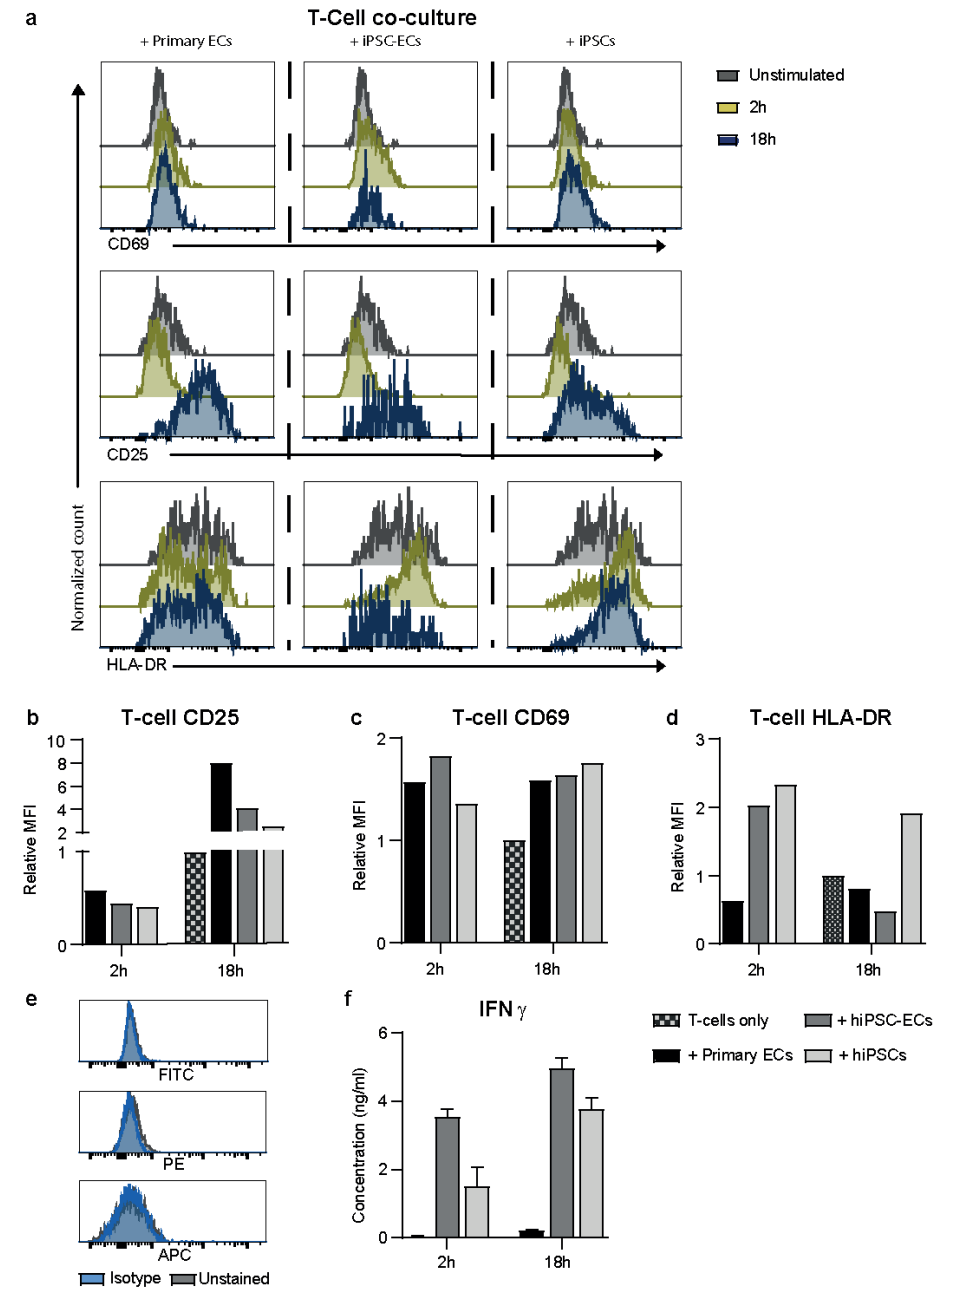 a
T-Cell co-culture
+ Primary ECs
+ iPSC-ECs
+ iPSCs
Unstimulated
2h
18h
CD69
CD25
HLA-DR
Normalized count
b
T-cell CD25
Relative MFI
10
8
6
4
2
1
0
2h
18h
c
T-cell CD69
Relative MFI
2
1
0
2h
18h
d
T-cell HLA-DR
Relative MFI
3
2
1
0
2h
18h
e
FITC
PE
APC
Isotype
Unstained
f
IFN γ
Concentration (ng/ml)
6
4
2
0
2h
18h
T-cells only
+ hiPSC-ECs
+ Primary ECs
+ hiPSCs